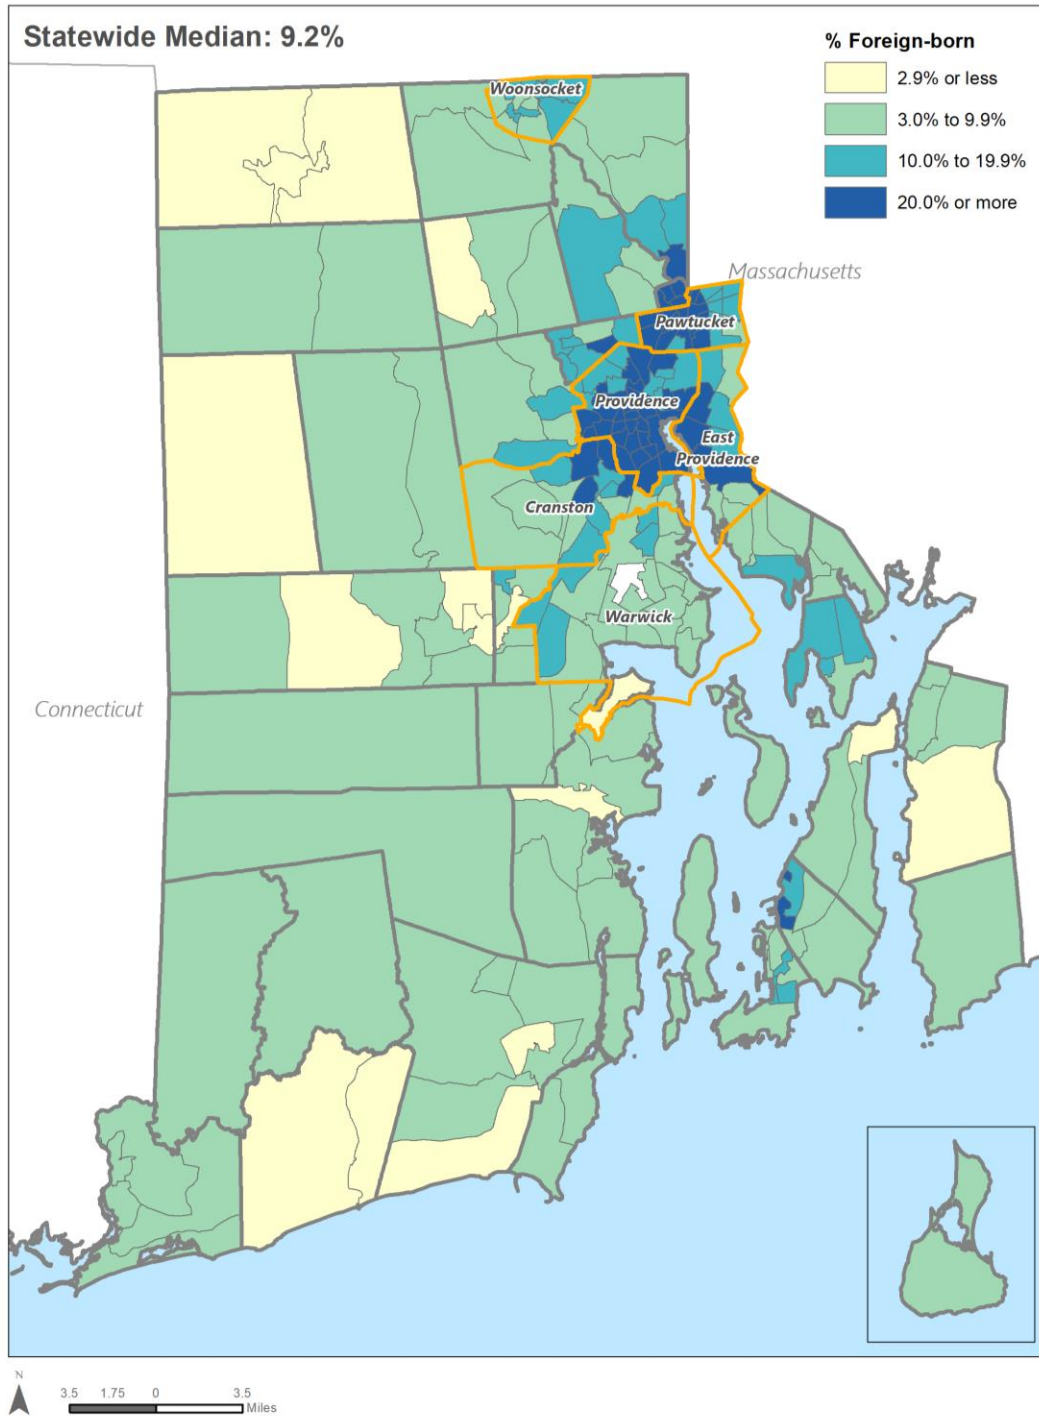 Statewide Median: 9.2%
% Foreign-born
2.9% or less
3.0% to 9.9%
10.0% to 19.9%
20.0% or more
Woonsocket
Massachusetts
Pawtucket
Providence
East
Providence
Cranston
Warwick
Connecticut
N
3.5 1.75 0 3.5
Miles